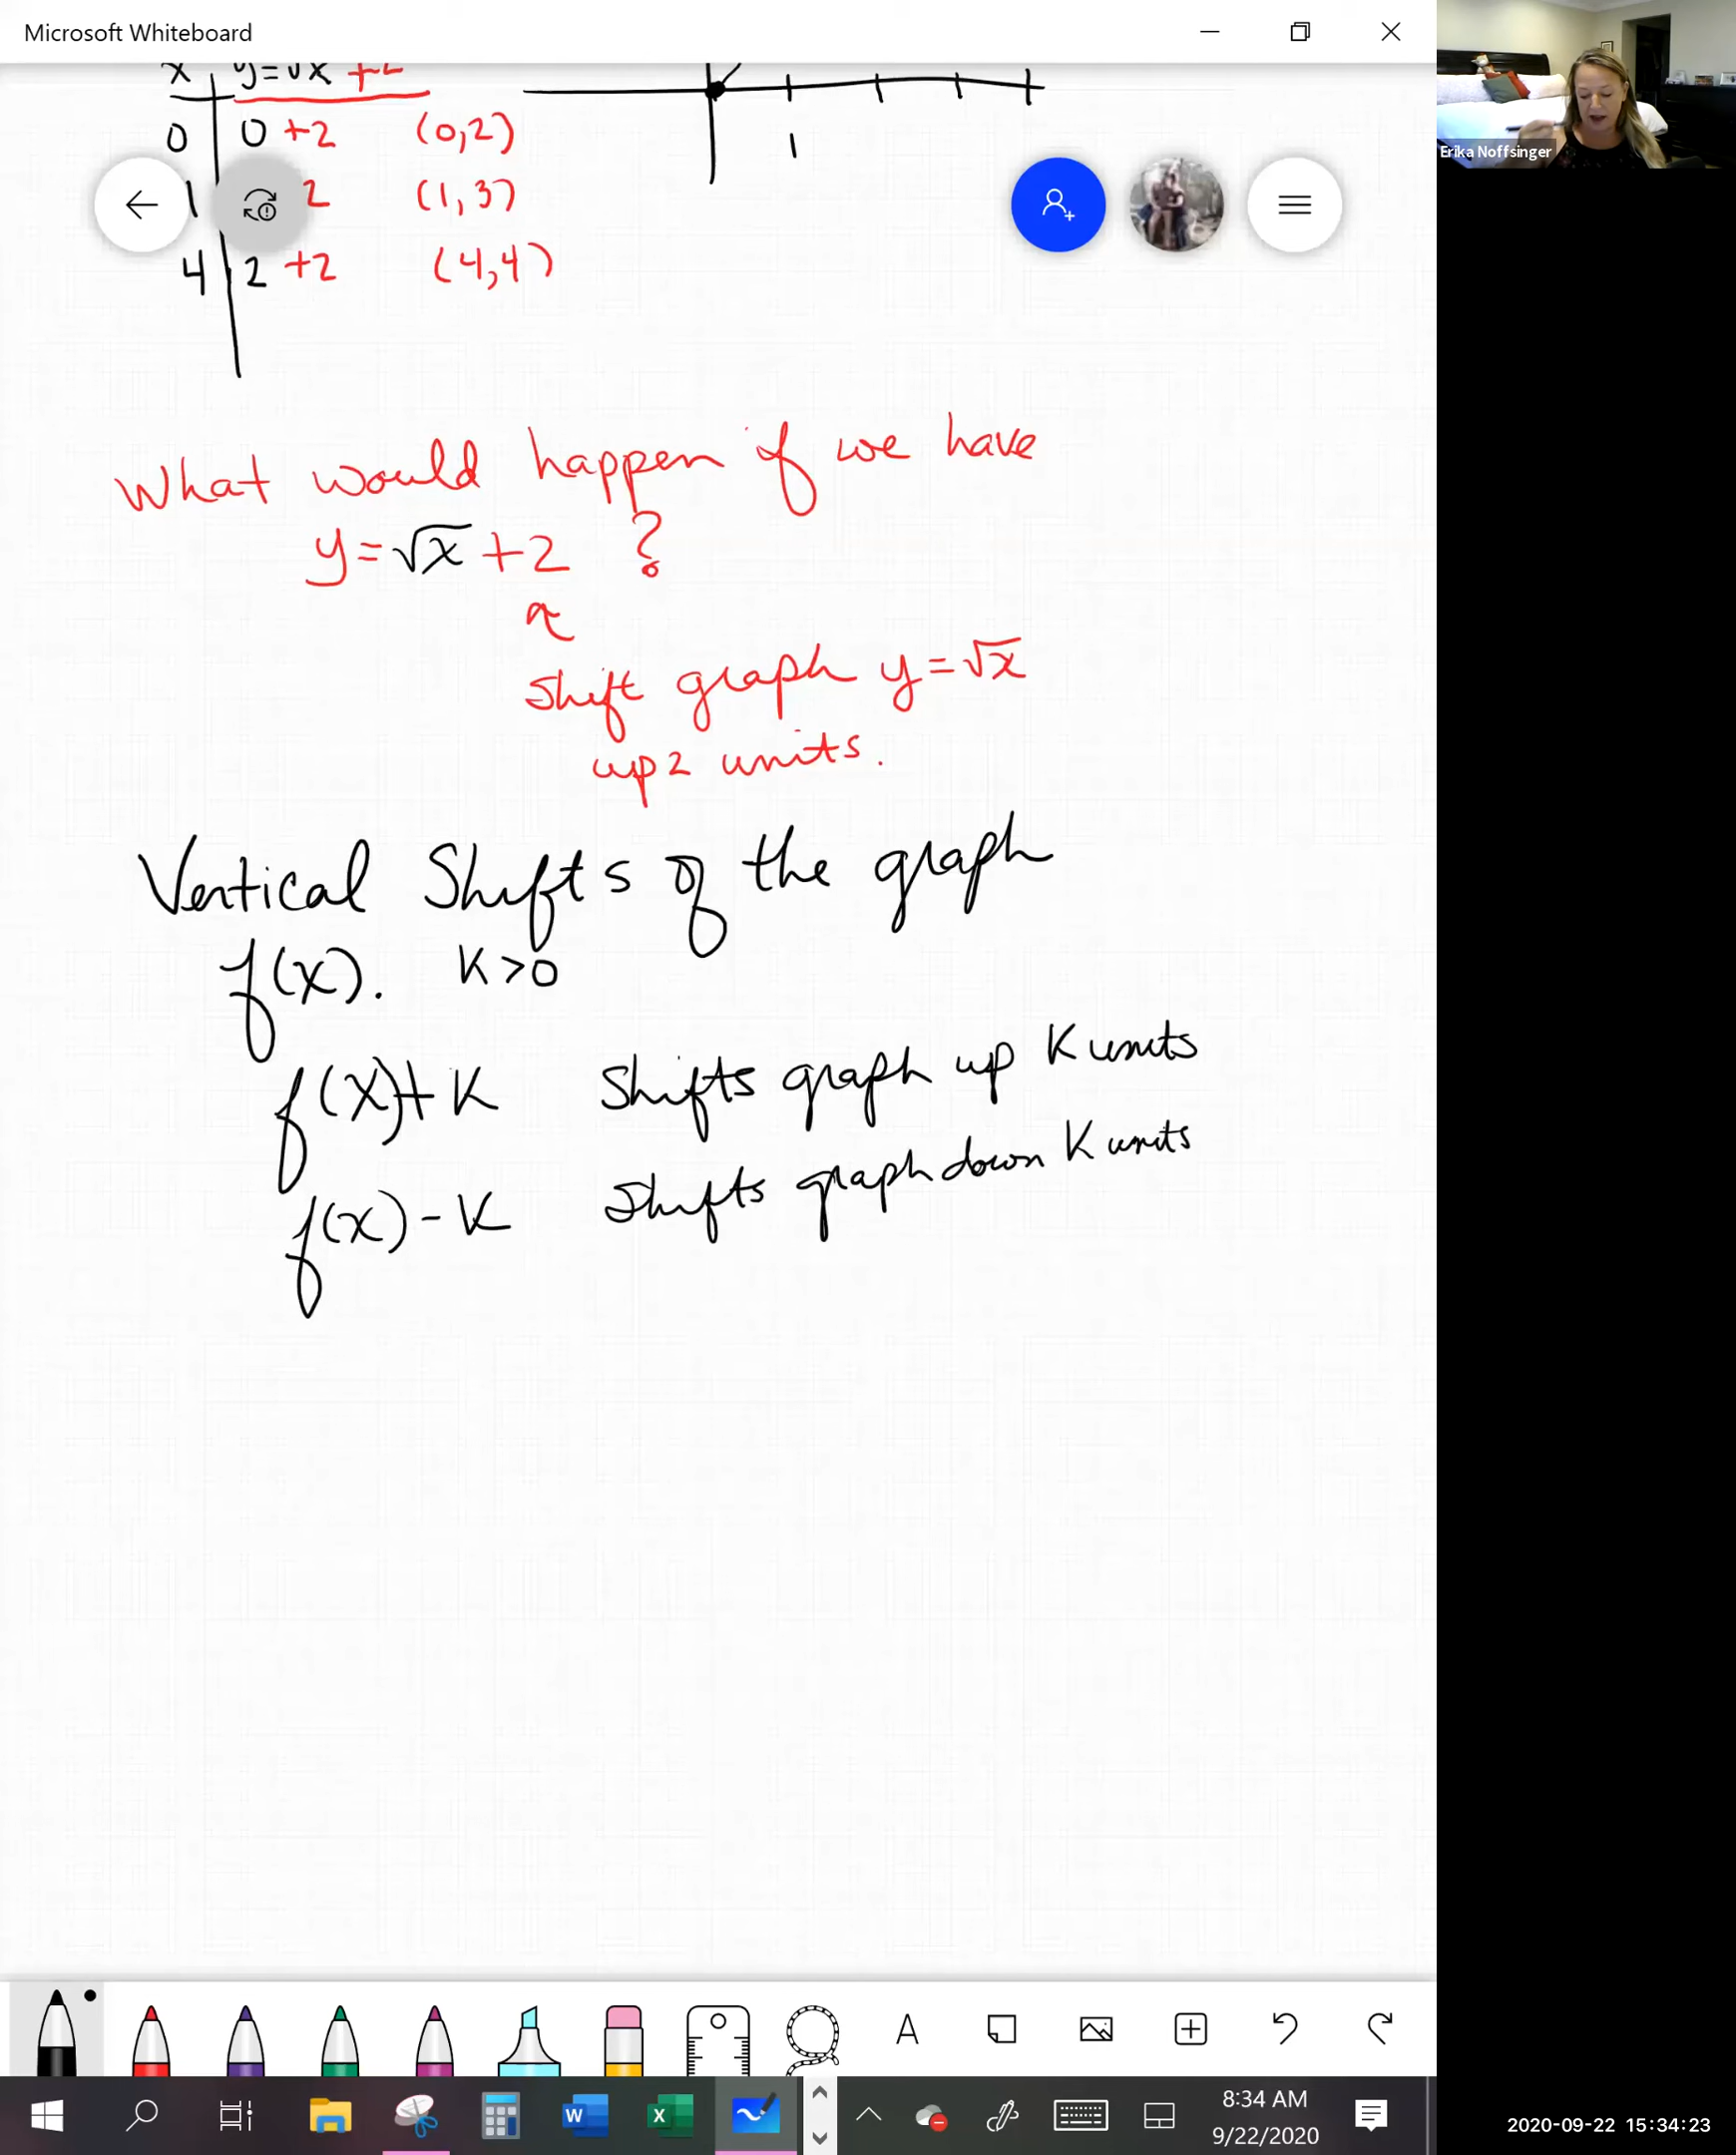 Microsoft Whiteboard
Erika Noffsinger
x y=√x +2
0 0 +2 (0,2)
1 2 (1,3)
4 2 +2 (4,4)
1
What would happen if we have
y=√x +2 ?
shift graph y=√x
up 2 units.
Vertical Shifts of the graph
f(x). K>0
f(x)+K Shifts graph up K units
f(x)-K Shifts graph down K units
8:34 AM
9/22/2020
2020-09-22 15:34:23